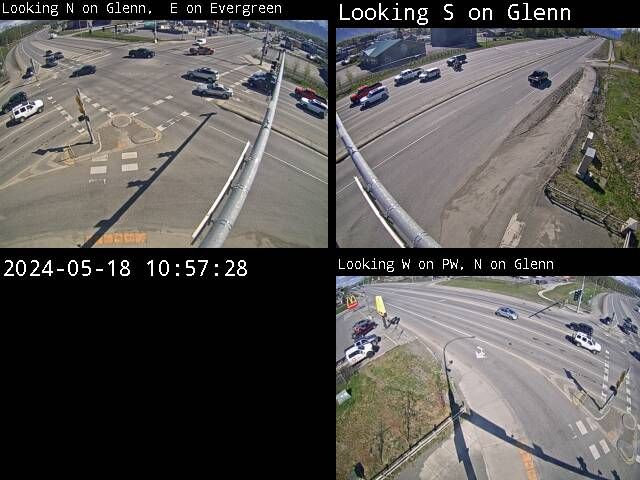 Looking N on Glenn, E on Evergreen
Looking S on Glenn
2024-05-18 10:57:28
Looking W on PW, N on Glenn